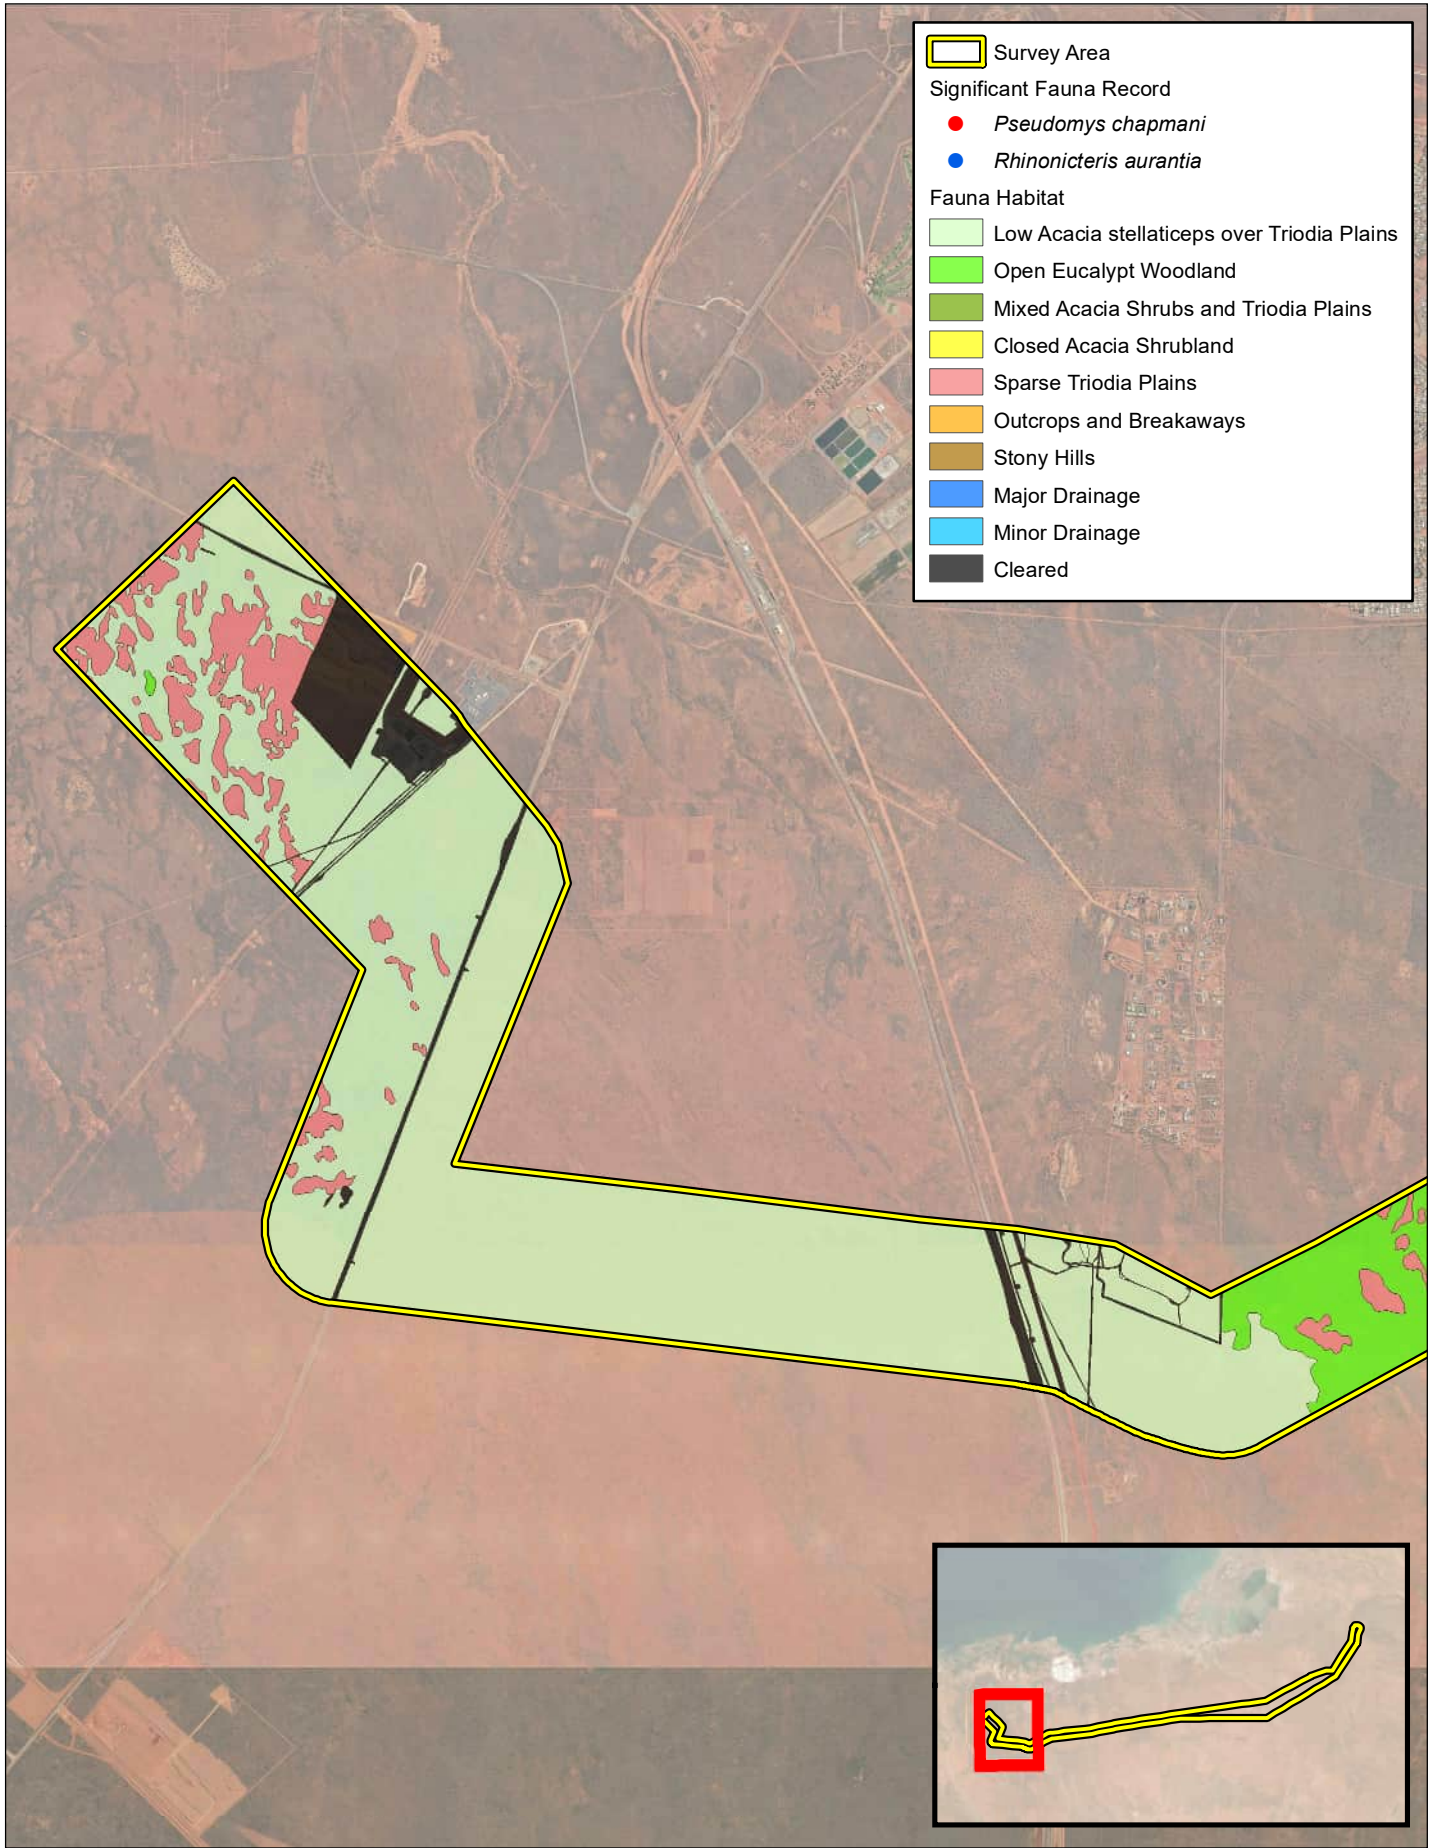 Survey Area
Significant Fauna Record
Pseudomys chapmani
Rhinonicteris aurantia
Fauna Habitat
Low Acacia stellaticeps over Triodia Plains
Open Eucalypt Woodland
Mixed Acacia Shrubs and Triodia Plains
Closed Acacia Shrubland
Sparse Triodia Plains
Outcrops and Breakaways
Stony Hills
Major Drainage
Minor Drainage
Cleared